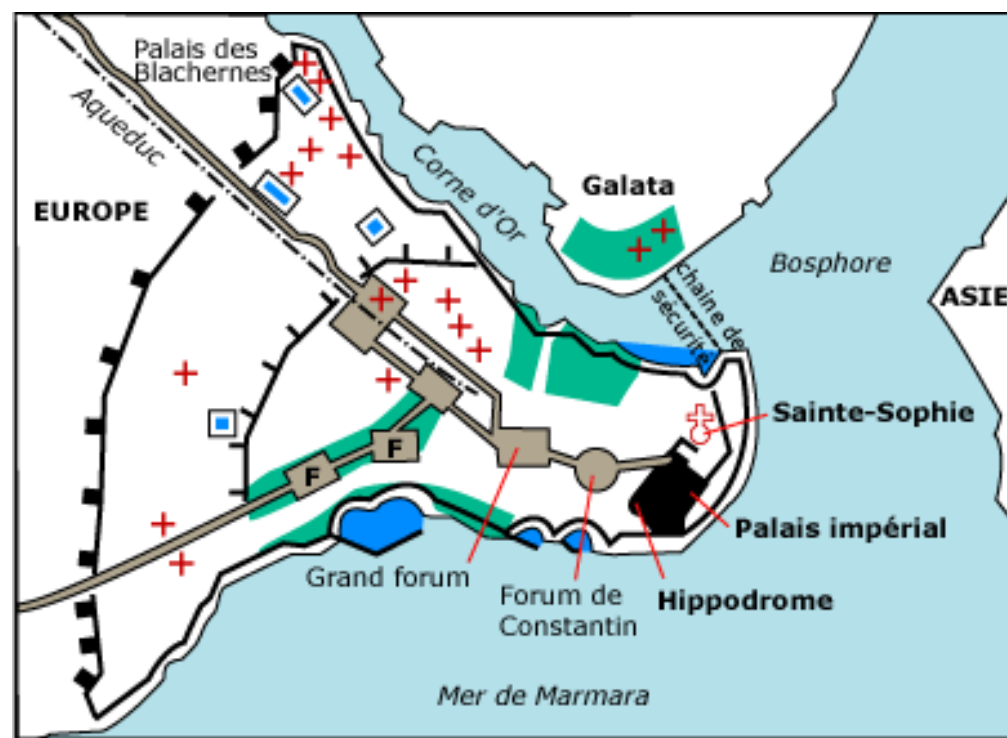 Palais des
Blachernes
Aqueduc
Corne d'Or
Galata
EUROPE
Bosphore
chaine de
sécurité
ASIE
Sainte-Sophie
F
F
Palais impérial
Grand forum
Forum de
Constantin
Hippodrome
Mer de Marmara